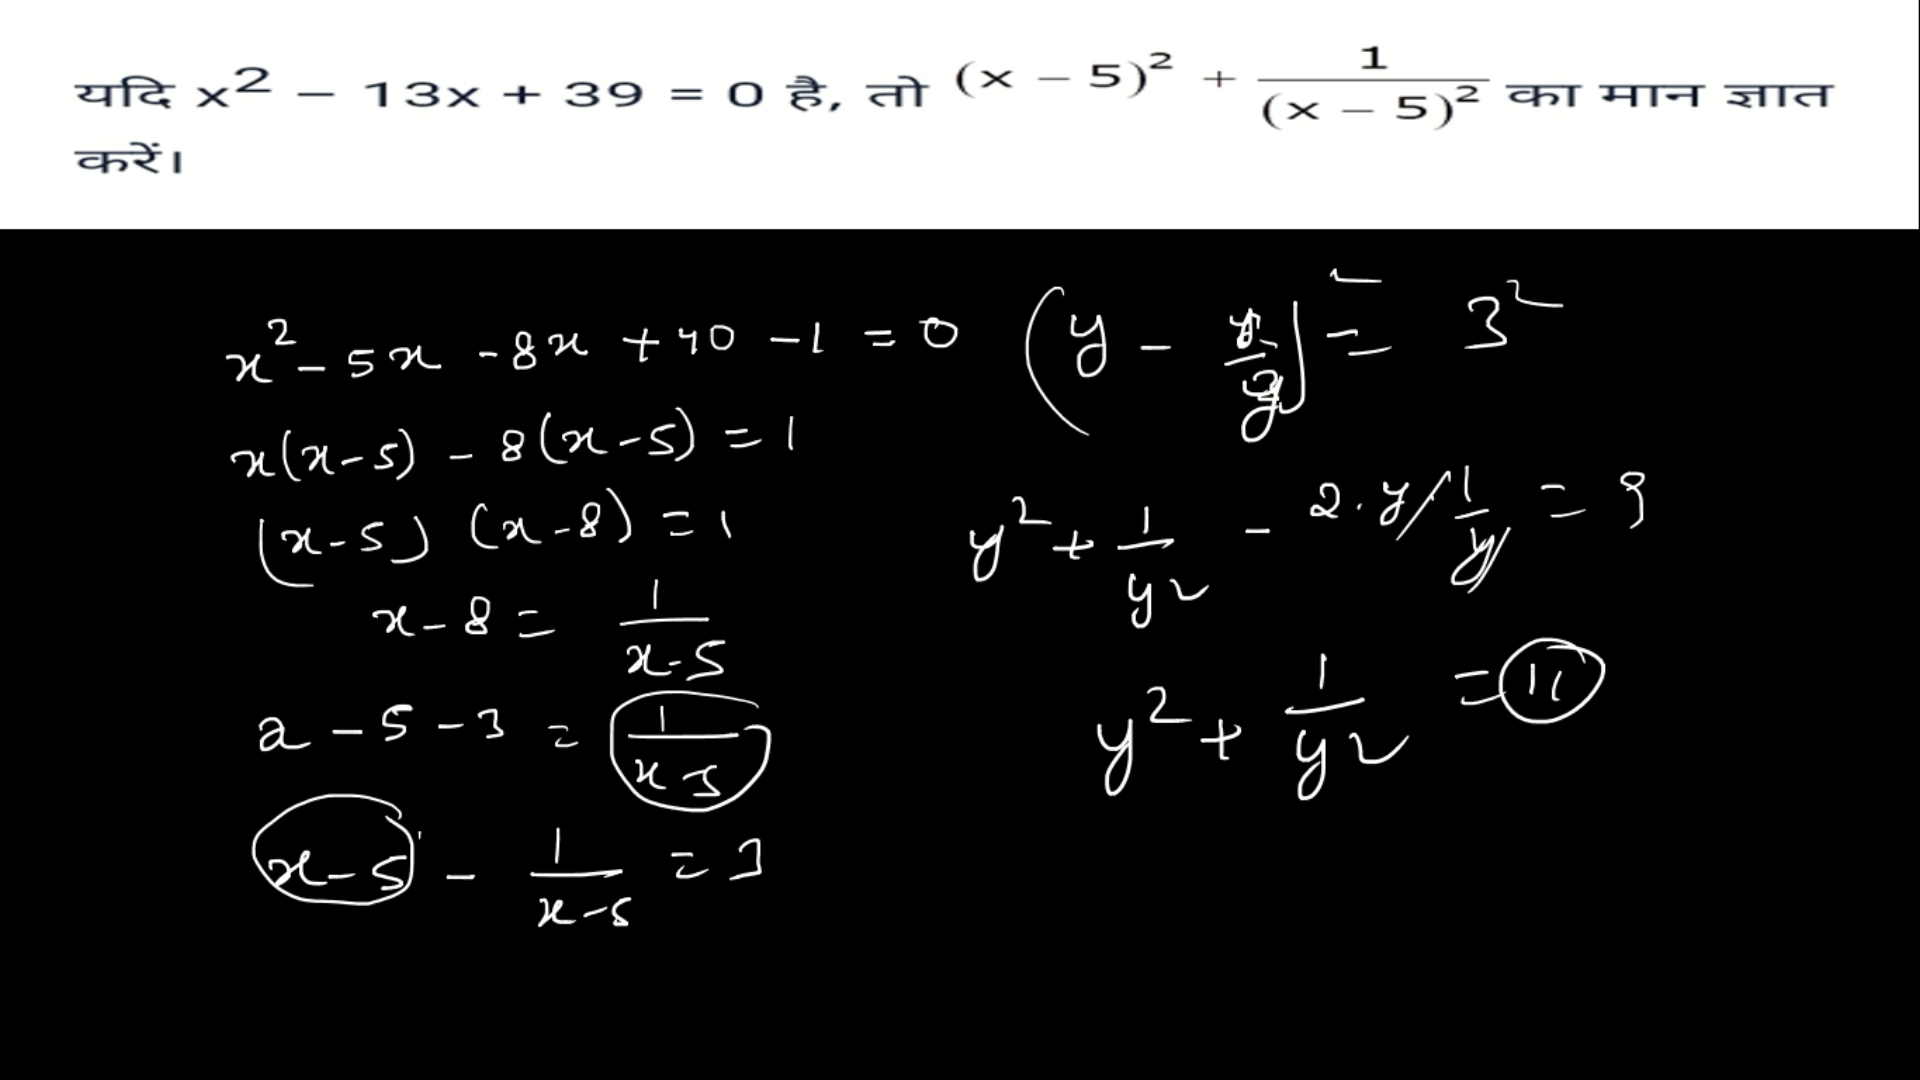 यदि x² − 13x + 39 = 0 है, तो (x − 5)² + 1/(x − 5)² का मान ज्ञात
करें।
x² - 5x - 8x + 40 - 1 = 0
x(x-5) - 8(x-5) = 1
(x-5) (x-8) = 1
x - 8 = 1/(x-5)
a - 5 - 3 = 1/(x-5)
x-5 - 1/(x-5) = 3
(y - 1/y)² = 3²
y² + 1/y² - 2.y/1/y = 9
y² + 1/y² = 11